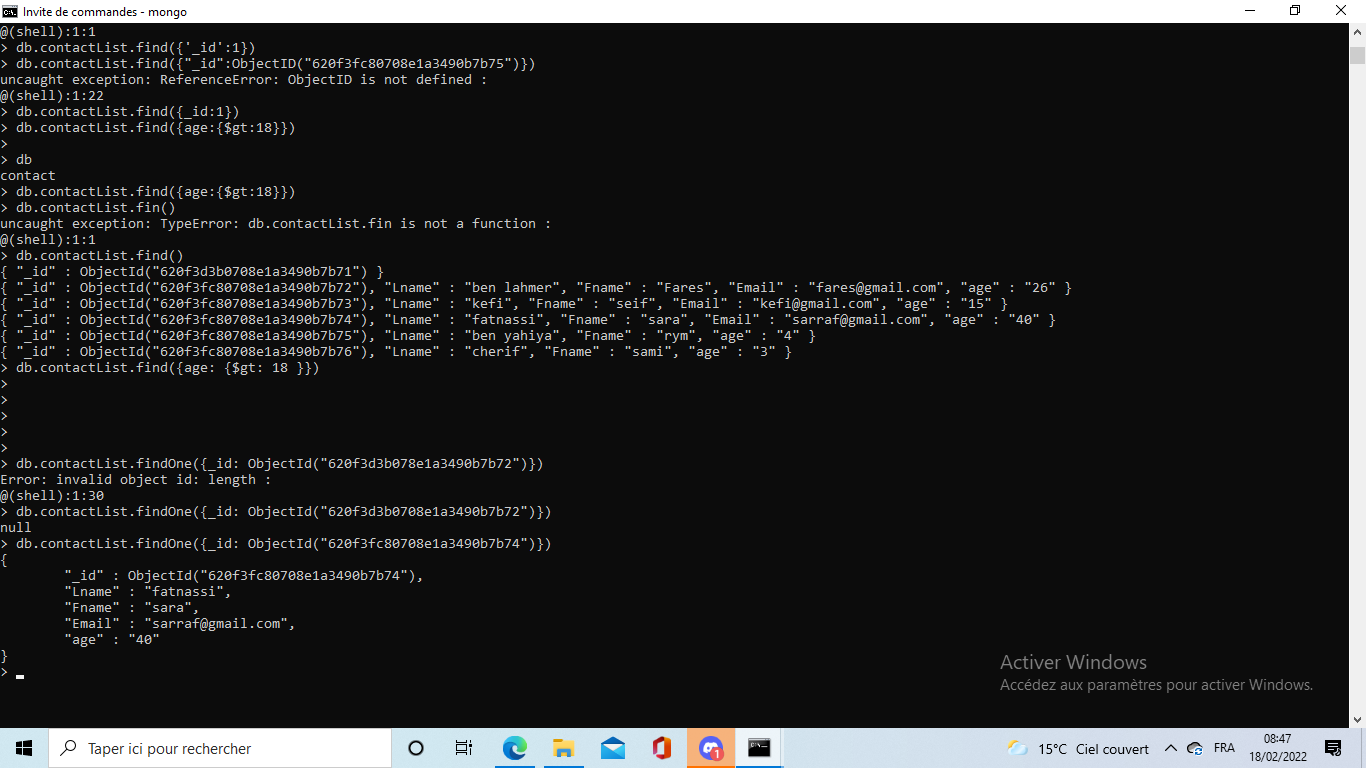 Invite de commandes - mongo
@(shell):1:1
> db.contactList.find({'_id':1})
> db.contactList.find({"_id":ObjectID("620f3fc80708e1a3490b7b75")})
uncaught exception: ReferenceError: ObjectID is not defined :
@(shell):1:22
> db.contactList.find({_id:1})
> db.contactList.find({age:{$gt:18}})
>
> db
contact
> db.contactList.find({age:{$gt:18}})
> db.contactList.fin()
uncaught exception: TypeError: db.contactList.fin is not a function :
@(shell):1:1
> db.contactList.find()
{ "_id" : ObjectId("620f3d3b0708e1a3490b7b71") }
{ "_id" : ObjectId("620f3fc80708e1a3490b7b72"), "Lname" : "ben lahmer", "Fname" : "Fares", "Email" : "fares@gmail.com", "age" : "26" }
{ "_id" : ObjectId("620f3fc80708e1a3490b7b73"), "Lname" : "kefi", "Fname" : "seif", "Email" : "kefi@gmail.com", "age" : "15" }
{ "_id" : ObjectId("620f3fc80708e1a3490b7b74"), "Lname" : "fatnassi", "Fname" : "sara", "Email" : "sarraf@gmail.com", "age" : "40" }
{ "_id" : ObjectId("620f3fc80708e1a3490b7b75"), "Lname" : "ben yahiya", "Fname" : "rym", "age" : "4" }
{ "_id" : ObjectId("620f3fc80708e1a3490b7b76"), "Lname" : "cherif", "Fname" : "sami", "age" : "3" }
> db.contactList.find({age: {$gt: 18 }})
>
>
>
>
>
> db.contactList.findOne({_id: ObjectId("620f3d3b078e1a3490b7b72")})
Error: invalid object id: length :
@(shell):1:30
> db.contactList.findOne({_id: ObjectId("620f3d3b0708e1a3490b7b72")})
null
> db.contactList.findOne({_id: ObjectId("620f3fc80708e1a3490b7b74")})
{
"_id" : ObjectId("620f3fc80708e1a3490b7b74"),
"Lname" : "fatnassi",
"Fname" : "sara",
"Email" : "sarraf@gmail.com",
"age" : "40"
}
>
Activer Windows
Accédez aux paramètres pour activer Windows.
Taper ici pour rechercher
1
15°C Ciel couvert
FRA
08:47
18/02/2022